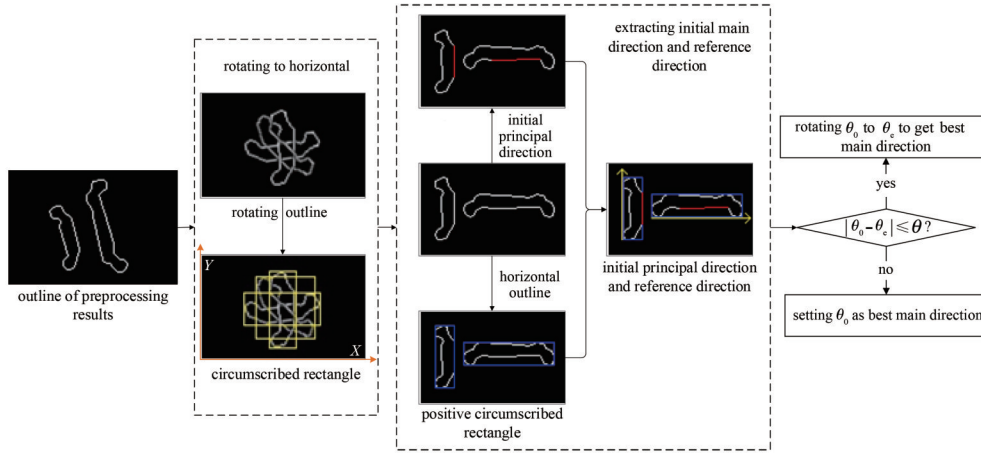 outline of preprocessing
results
rotating to horizontal
rotating outline
Y
X
circumscribed rectangle
extracting initial main
direction and reference
direction
initial
principal
direction
horizontal
outline
positive circumscribed
rectangle
initial principal direction
and reference direction
rotating θ₀ to θₑ to get best
main direction
yes
|θ₀−θₑ|⩽θ?
no
setting θ₀ as best main direction